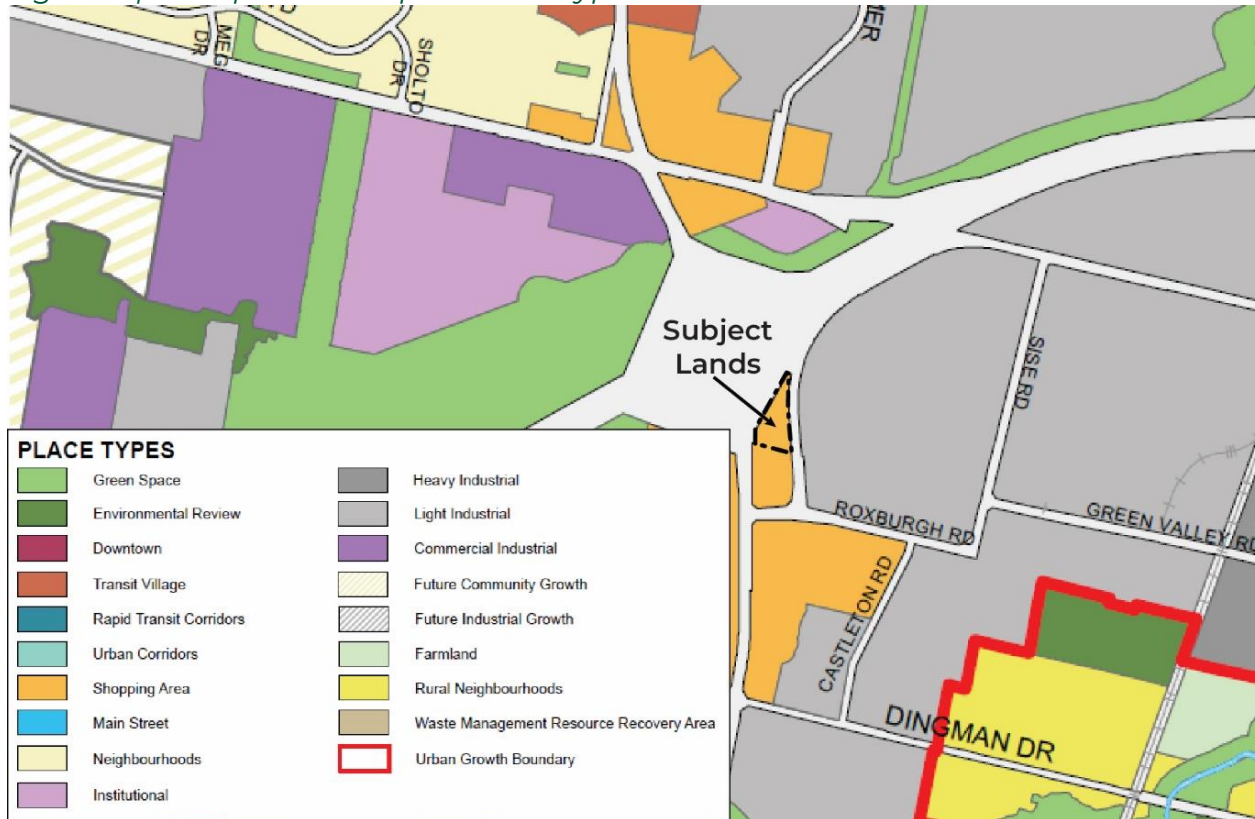 MEG
DR
SHOLTO
DR
Subject
Lands
SISE RD
ROXBURGH RD
GREEN VALLEY RD
CASTLETON RD
DINGMAN DR
PLACE TYPES
Green Space
Environmental Review
Downtown
Transit Village
Rapid Transit Corridors
Urban Corridors
Shopping Area
Main Street
Neighbourhoods
Institutional
Heavy Industrial
Light Industrial
Commercial Industrial
Future Community Growth
Future Industrial Growth
Farmland
Rural Neighbourhoods
Waste Management Resource Recovery Area
Urban Growth Boundary